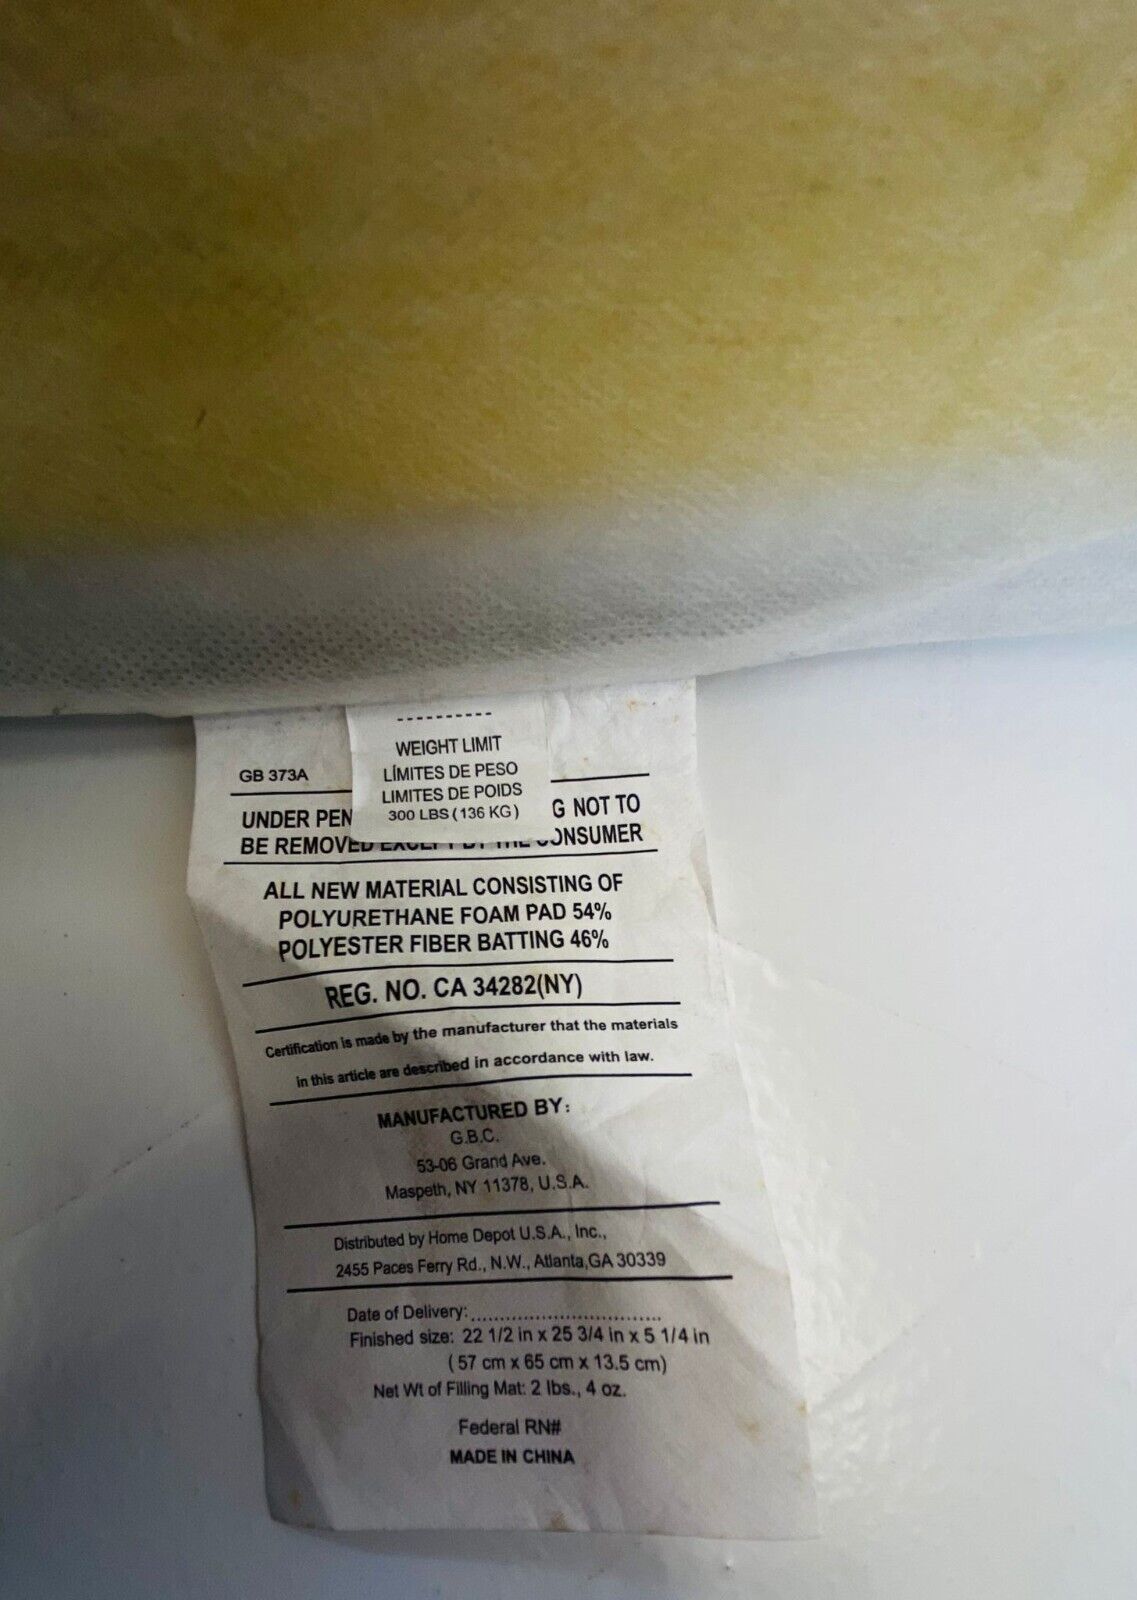 ----------
WEIGHT LIMIT
LÍMITES DE PESO
LIMITES DE POIDS
300 LBS (136 KG)
GB 373A
UNDER PEN G NOT TO
BE REMOVED EXCEPT BY THE CONSUMER
ALL NEW MATERIAL CONSISTING OF
POLYURETHANE FOAM PAD 54%
POLYESTER FIBER BATTING 46%
REG. NO. CA 34282(NY)
Certification is made by the manufacturer that the materials
in this article are described in accordance with law.
MANUFACTURED BY:
G.B.C.
53-06 Grand Ave.
Maspeth, NY 11378, U.S.A.
Distributed by Home Depot U.S.A., Inc.,
2455 Paces Ferry Rd., N.W., Atlanta,GA 30339
Date of Delivery:................................
Finished size: 22 1/2 in x 25 3/4 in x 5 1/4 in
(57 cm x 65 cm x 13.5 cm)
Net Wt of Filling Mat: 2 lbs., 4 oz.
Federal RN#
MADE IN CHINA